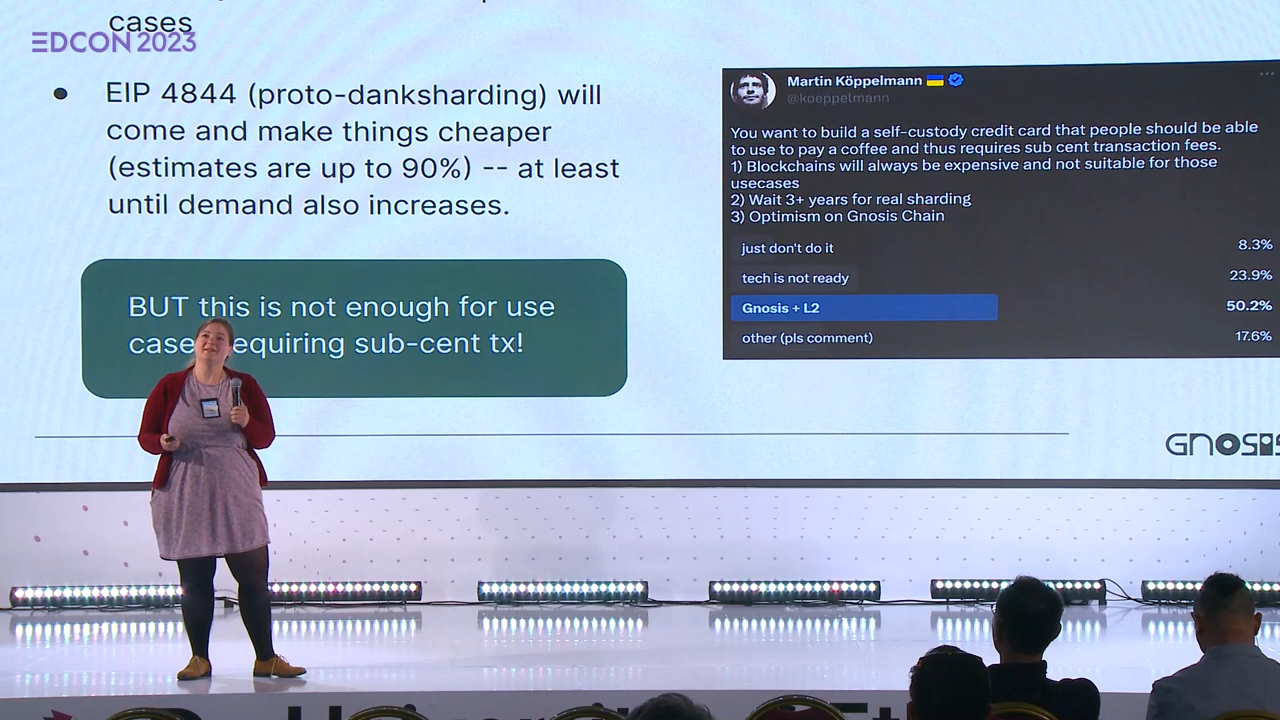 cases
EDCON 2023
EIP 4844 (proto-danksharding) will
come and make things cheaper
(estimates are up to 90%) -- at least
until demand also increases.
BUT this is not enough for use
case equiring sub-cent tx!
Martin Köppelmann
@koeppelmann
You want to build a self-custody credit card that people should be able
to use to pay a coffee and thus requires sub cent transaction fees.
1) Blockchains will always be expensive and not suitable for those
usecases
2) Wait 3+ years for real sharding
3) Optimism on Gnosis Chain
just don't do it 8.3%
tech is not ready 23.9%
Gnosis + L2 50.2%
other (pls comment) 17.6%
GNOSIS